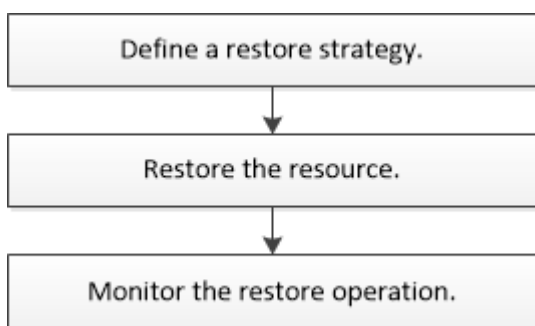 Define a restore strategy.
Restore the resource.
Monitor the restore operation.